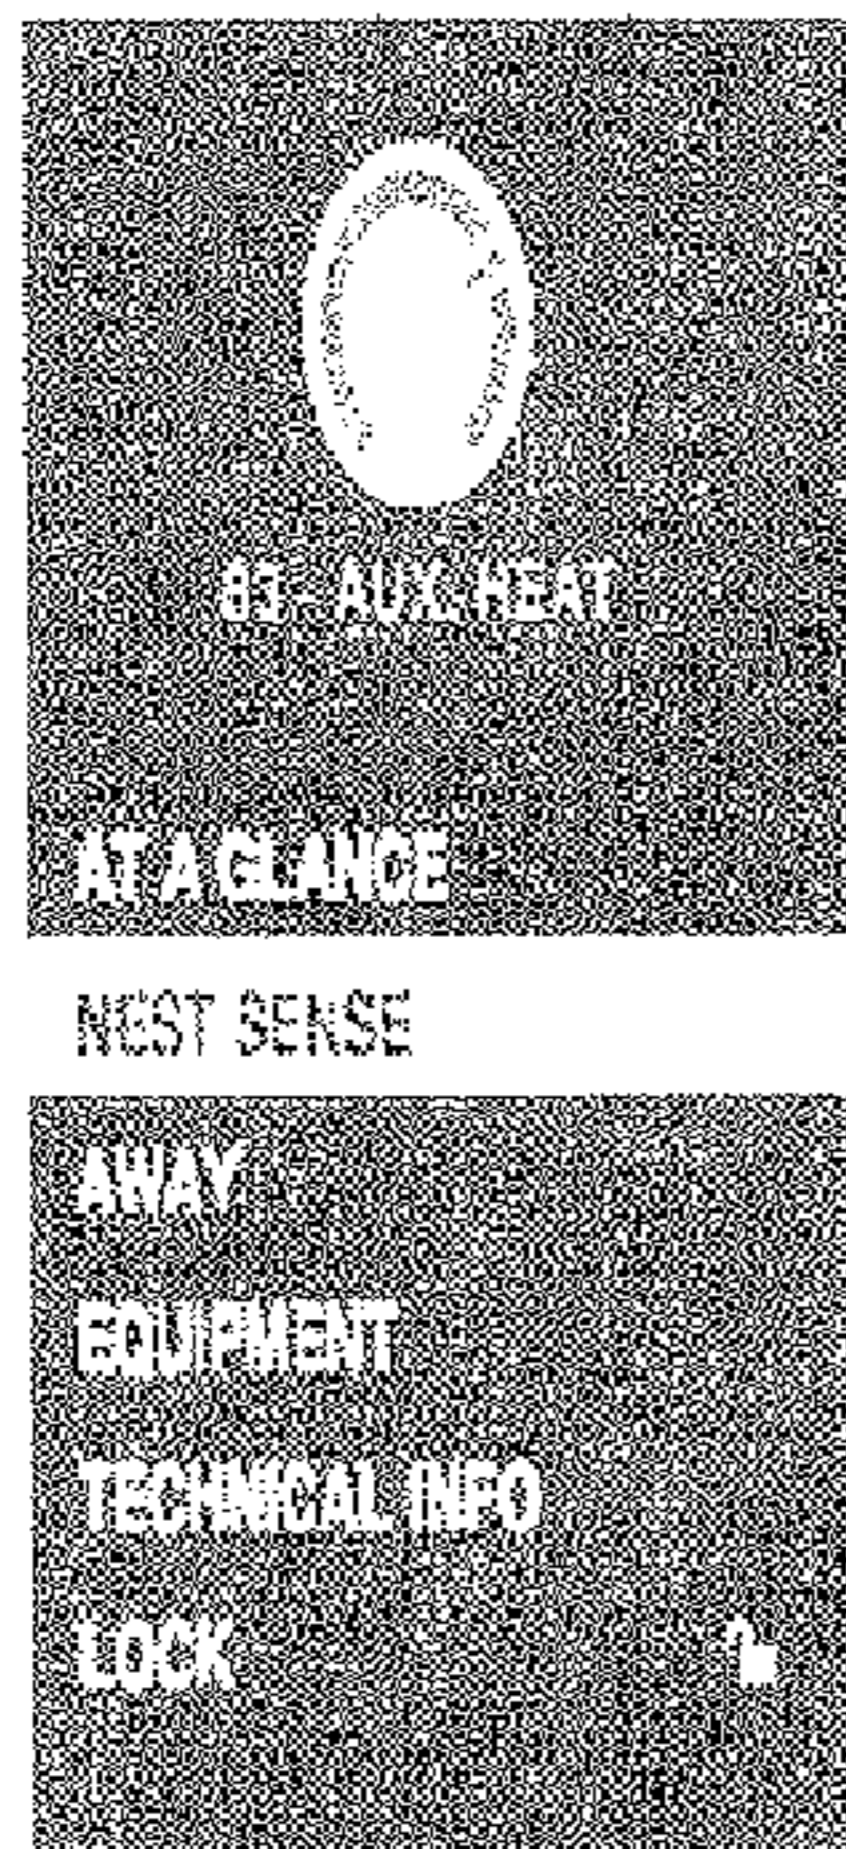 83- AUX. HEAT
AT A GLANCE
NEST SENSE
AWAY
EQUIPMENT
TECHNICAL INFO
LOCK